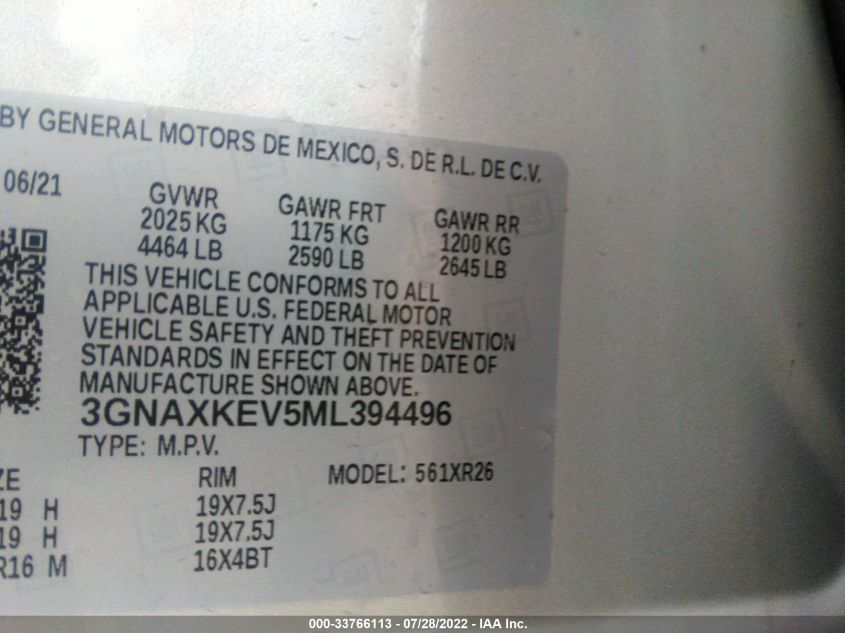 BY GENERAL MOTORS DE MEXICO, S. DE R.L. DE C.V.
06/21
GVWR GAWR FRT GAWR RR
2025 KG 1175 KG 1200 KG
4464 LB 2590 LB 2645 LB
THIS VEHICLE CONFORMS TO ALL
APPLICABLE U.S. FEDERAL MOTOR
VEHICLE SAFETY AND THEFT PREVENTION
STANDARDS IN EFFECT ON THE DATE OF
MANUFACTURE SHOWN ABOVE.
3GNAXKEV5ML394496
TYPE: M.P.V.
ZE RIM MODEL: 561XR26
19 H 19X7.5J
19 H 19X7.5J
R16 M 16X4BT
000-33766113 - 07/28/2022 - IAA Inc.